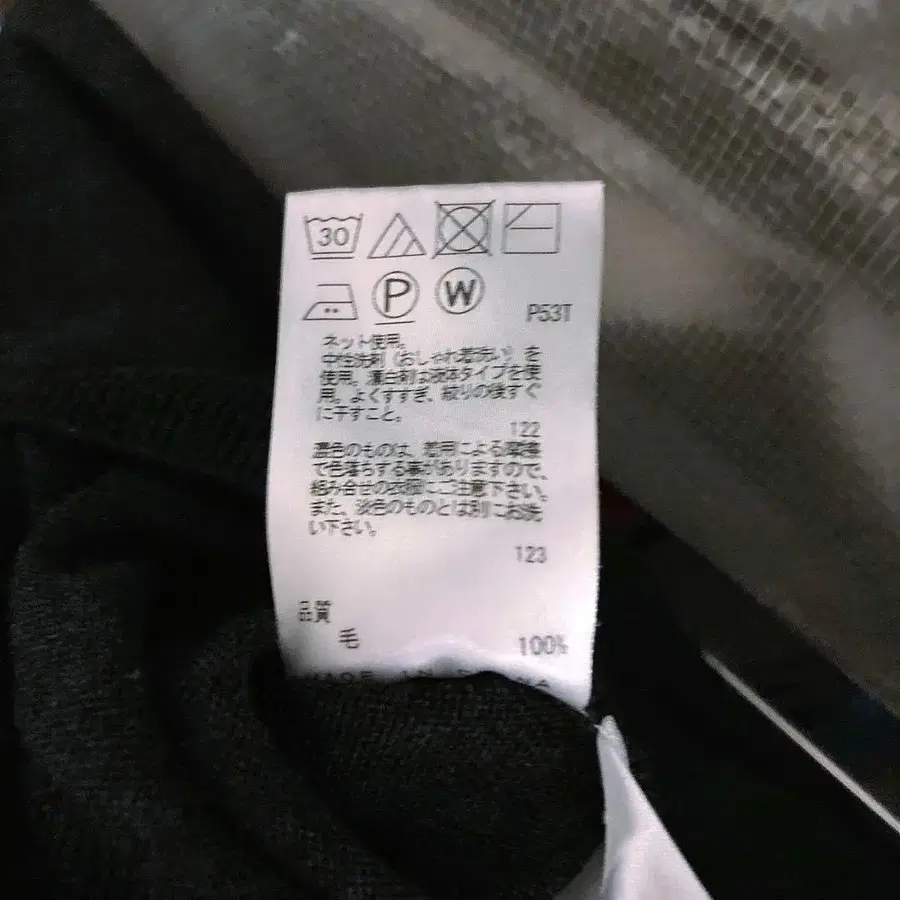 30
P W
P53T
ネット使用。
中性洗剤（おしゃれ着洗い）を
使用。漂白剤は液体タイプを使
用。よくすすぎ、絞りの後すぐ
に干すこと。
122
濃色のものは、着用による摩擦
で色落ちする事がありますので、
組み合せの衣服にご注意下さい。
また、淡色のものとは別にお洗
い下さい。
123
品質
毛 100%
MADE IN